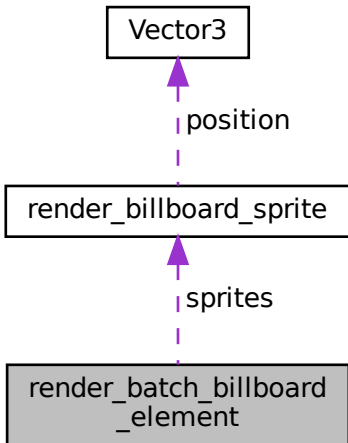 Vector3
position
render_billboard_sprite
sprites
render_batch_billboard
_element